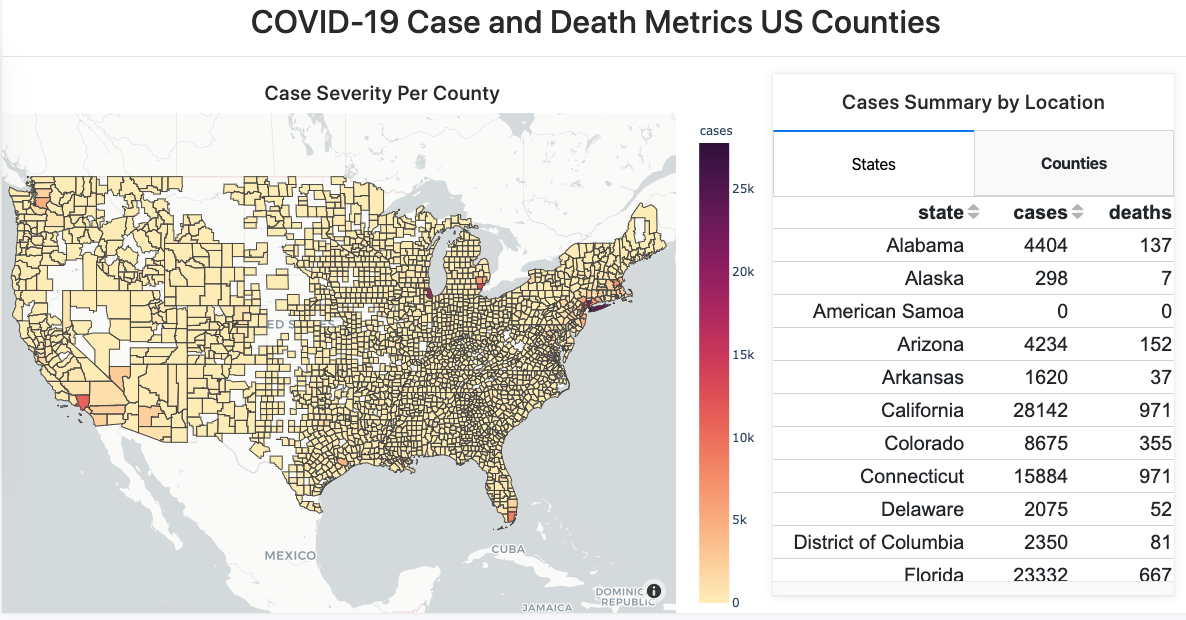 COVID-19 Case and Death Metrics US Counties
Case Severity Per County
cases
25k
20k
15k
10k
5k
0
MEXICO
CUBA
DOMINIC
REPUBLIC
JAMAICA
i
Cases Summary by Location
States Counties
state cases deaths
Alabama 4404 137
Alaska 298 7
American Samoa 0 0
Arizona 4234 152
Arkansas 1620 37
California 28142 971
Colorado 8675 355
Connecticut 15884 971
Delaware 2075 52
District of Columbia 2350 81
Florida 23332 667